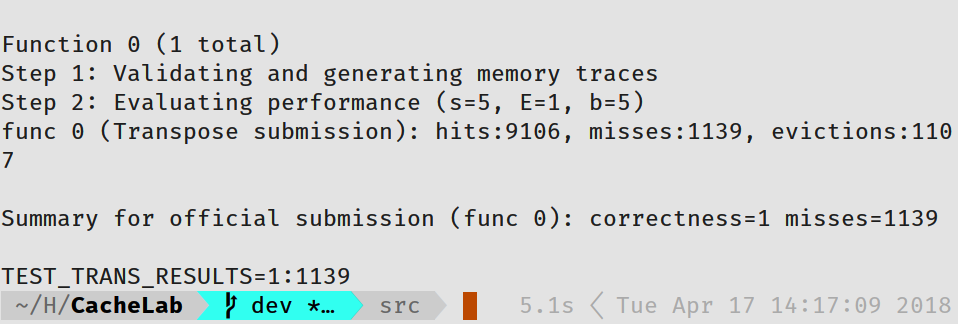 Function 0 (1 total)
Step 1: Validating and generating memory traces
Step 2: Evaluating performance (s=5, E=1, b=5)
func 0 (Transpose submission): hits:9106, misses:1139, evictions:110
7
Summary for official submission (func 0): correctness=1 misses=1139
TEST_TRANS_RESULTS=1:1139
~/H/CacheLab dev *… src 5.1s Tue Apr 17 14:17:09 2018